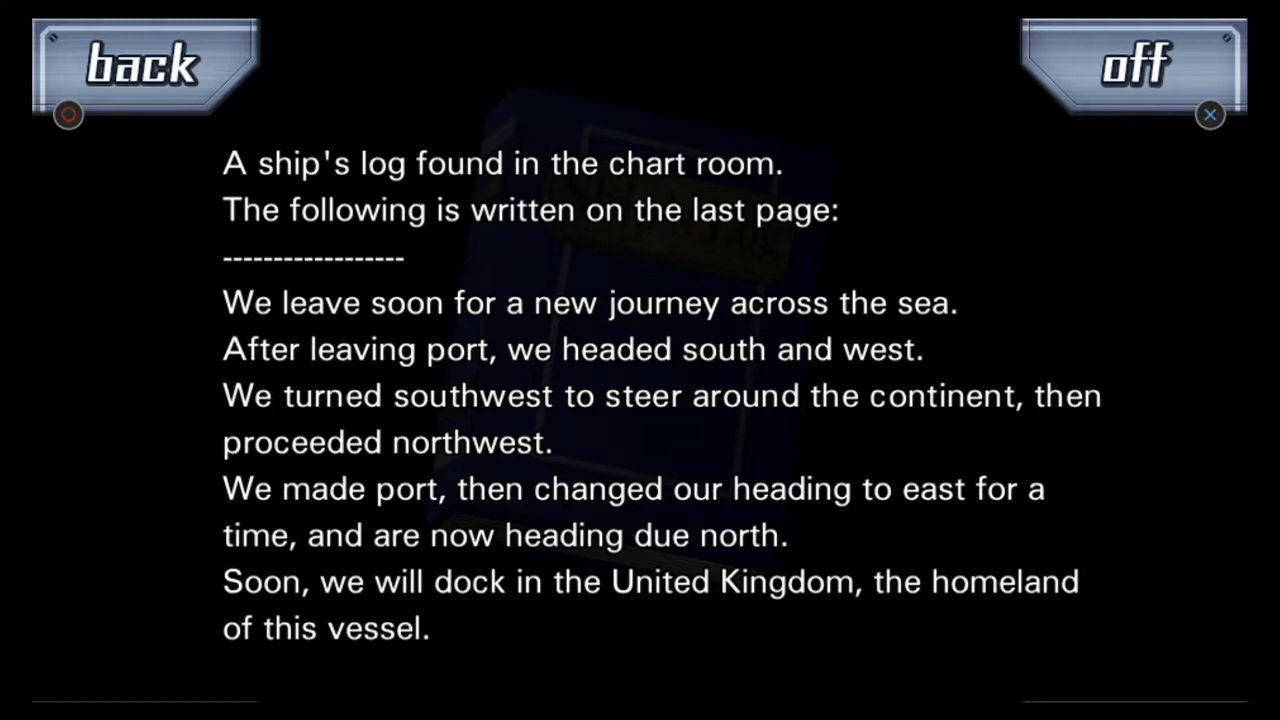 back
off
A ship's log found in the chart room.
The following is written on the last page:
------------------
We leave soon for a new journey across the sea.
After leaving port, we headed south and west.
We turned southwest to steer around the continent, then
proceeded northwest.
We made port, then changed our heading to east for a
time, and are now heading due north.
Soon, we will dock in the United Kingdom, the homeland
of this vessel.
Ship's Log